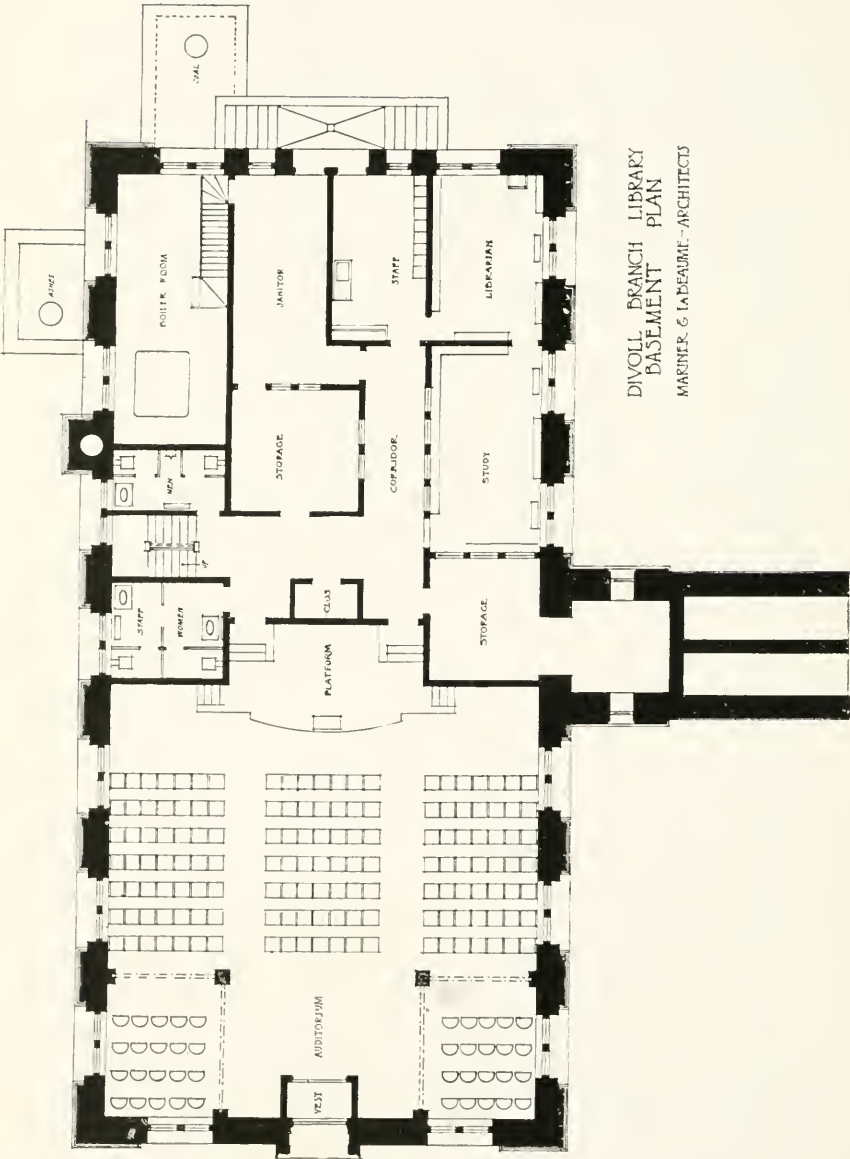 COAL
ASHES
BOILER ROOM
JANITOR
STAFF
LIBRARIAN
STORAGE
CORRIDOR
STUDY
MEN
UP
STAFF
WOMEN
CLOS
STORAGE
PLATFORM
AUDITORIUM
VEST
DIVOLL BRANCH LIBRARY
BASEMENT PLAN
MARINER & LABEAUME - ARCHITECTS